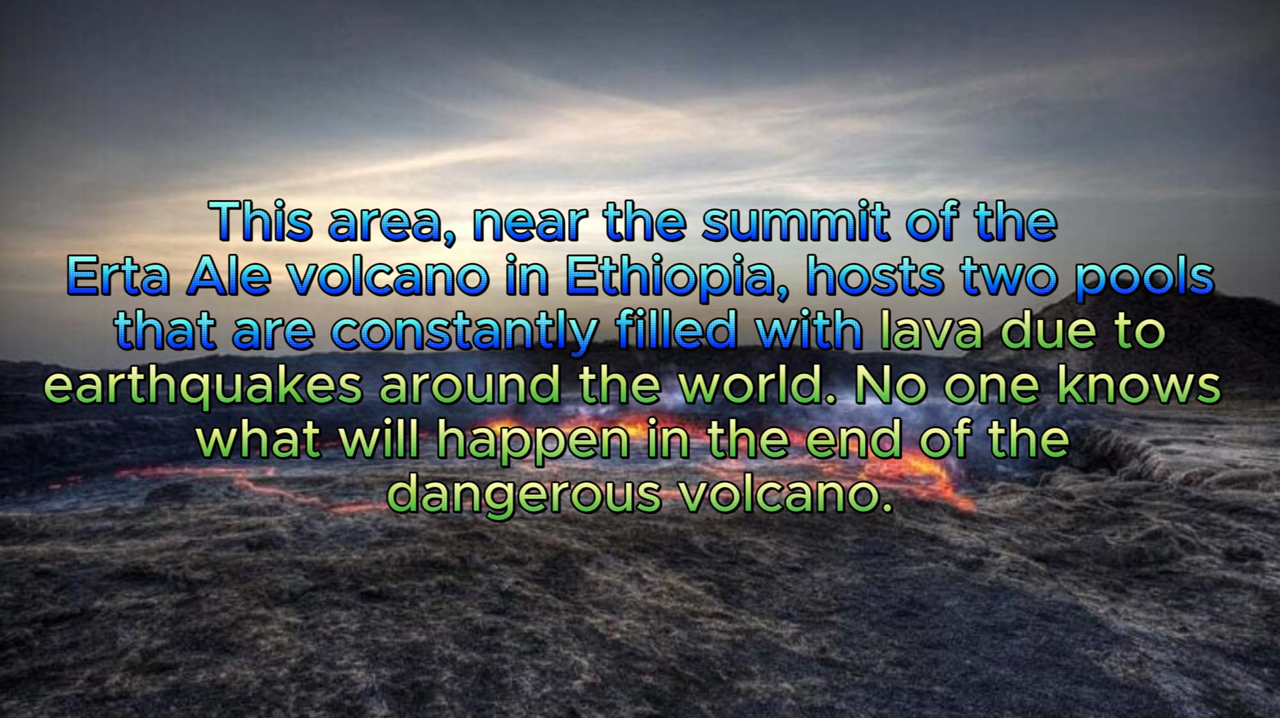 This area, near the summit of the
Erta Ale volcano in Ethiopia, hosts two pools
that are constantly filled with lava due to
earthquakes around the world. No one knows
what will happen in the end of the
dangerous volcano.